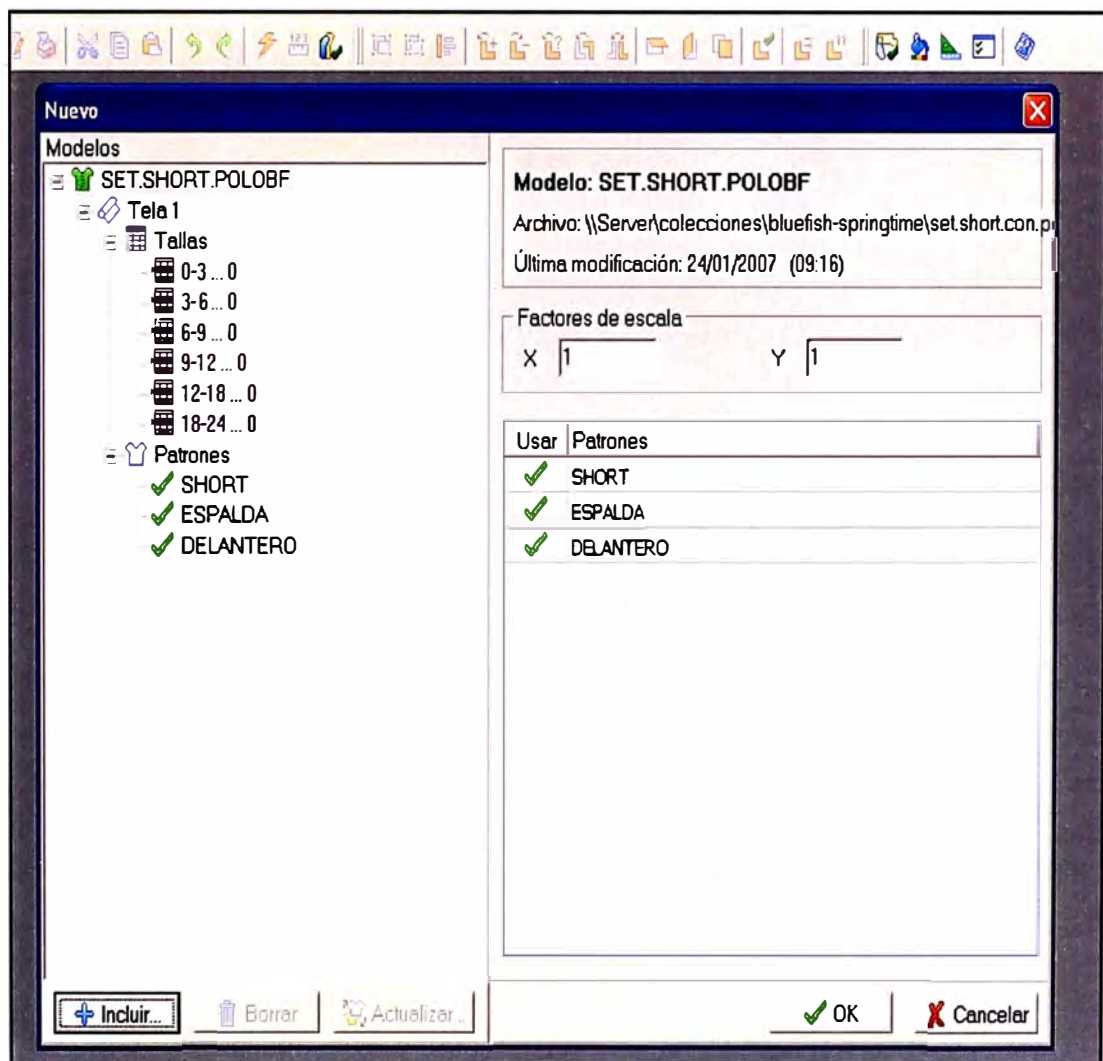 Nuevo
Modelos
SET.SHORT.POLOBF
Tela 1
Tallas
0-3 ... 0
3-6 ... 0
6-9 ... 0
9-12 ... 0
12-18 ... 0
18-24 ... 0
Patrones
SHORT
ESPALDA
DELANTERO
Modelo: SET.SHORT.POLOBF
Archivo: \\Server\colecciones\bluefish-springtime\set.short.con.p
Última modificación: 24/01/2007 (09:16)
Factores de escala
X 1 Y 1
Usar Patrones
SHORT
ESPALDA
DELANTERO
Incluir... Borrar Actualizar... OK Cancelar